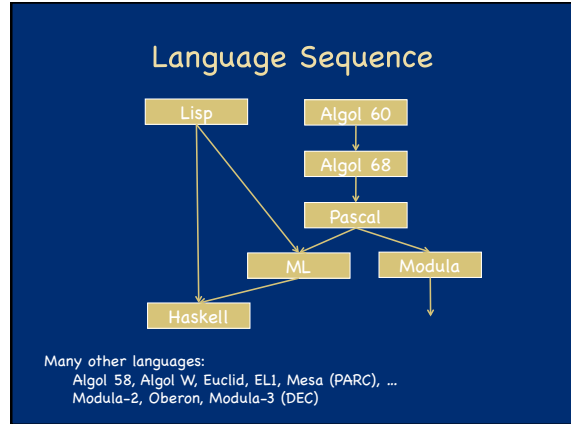 Language Sequence
Lisp
Algol 60
Algol 68
Pascal
ML
Modula
Haskell
Many other languages:
Algol 58, Algol W, Euclid, EL1, Mesa (PARC), …
Modula-2, Oberon, Modula-3 (DEC)